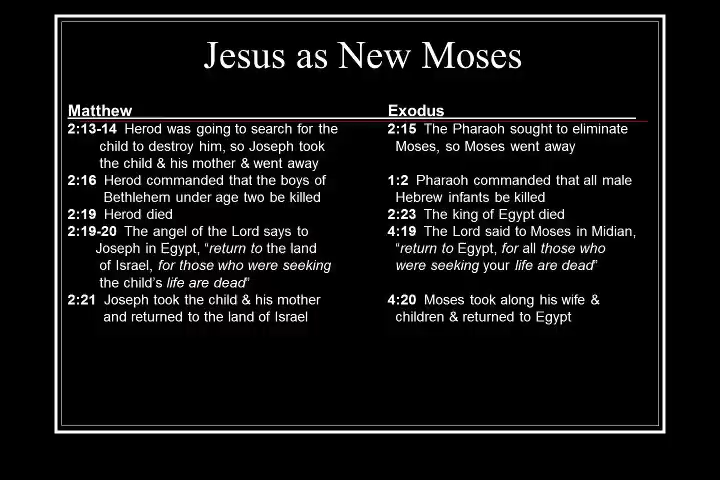 Jesus as New Moses
Matthew
2:13-14 Herod was going to search for the
child to destroy him, so Joseph took
the child & his mother & went away
2:16 Herod commanded that the boys of
Bethlehem under age two be killed
2:19 Herod died
2:19-20 The angel of the Lord says to
Joseph in Egypt, “return to the land
of Israel, for those who were seeking
the child’s life are dead”
2:21 Joseph took the child & his mother
and returned to the land of Israel
Exodus
2:15 The Pharaoh sought to eliminate
Moses, so Moses went away
1:2 Pharaoh commanded that all male
Hebrew infants be killed
2:23 The king of Egypt died
4:19 The Lord said to Moses in Midian,
“return to Egypt, for all those who
were seeking your life are dead”
4:20 Moses took along his wife &
children & returned to Egypt